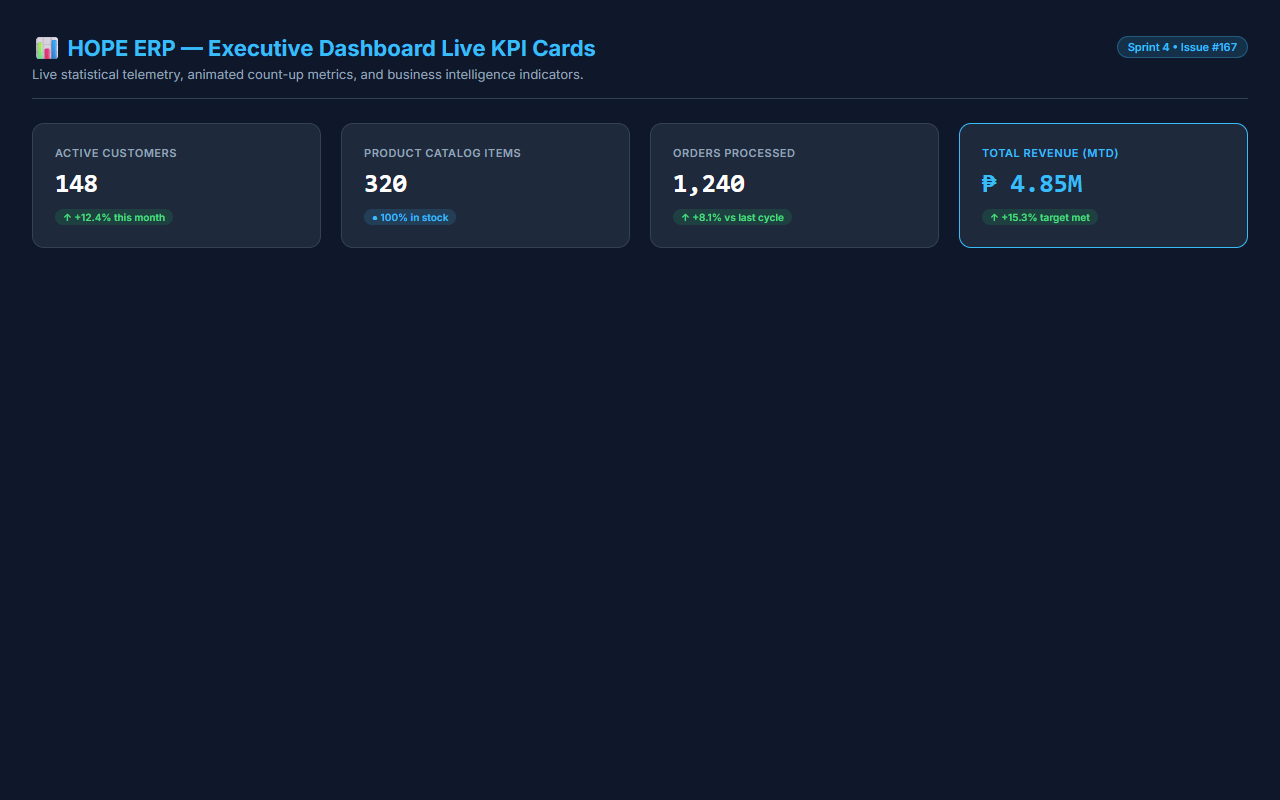 HOPE ERP — Executive Dashboard Live KPI Cards
Sprint 4 • Issue #167
Live statistical telemetry, animated count-up metrics, and business intelligence indicators.
ACTIVE CUSTOMERS
148
↑ +12.4% this month
PRODUCT CATALOG ITEMS
320
● 100% in stock
ORDERS PROCESSED
1,240
↑ +8.1% vs last cycle
TOTAL REVENUE (MTD)
₱ 4.85M
↑ +15.3% target met